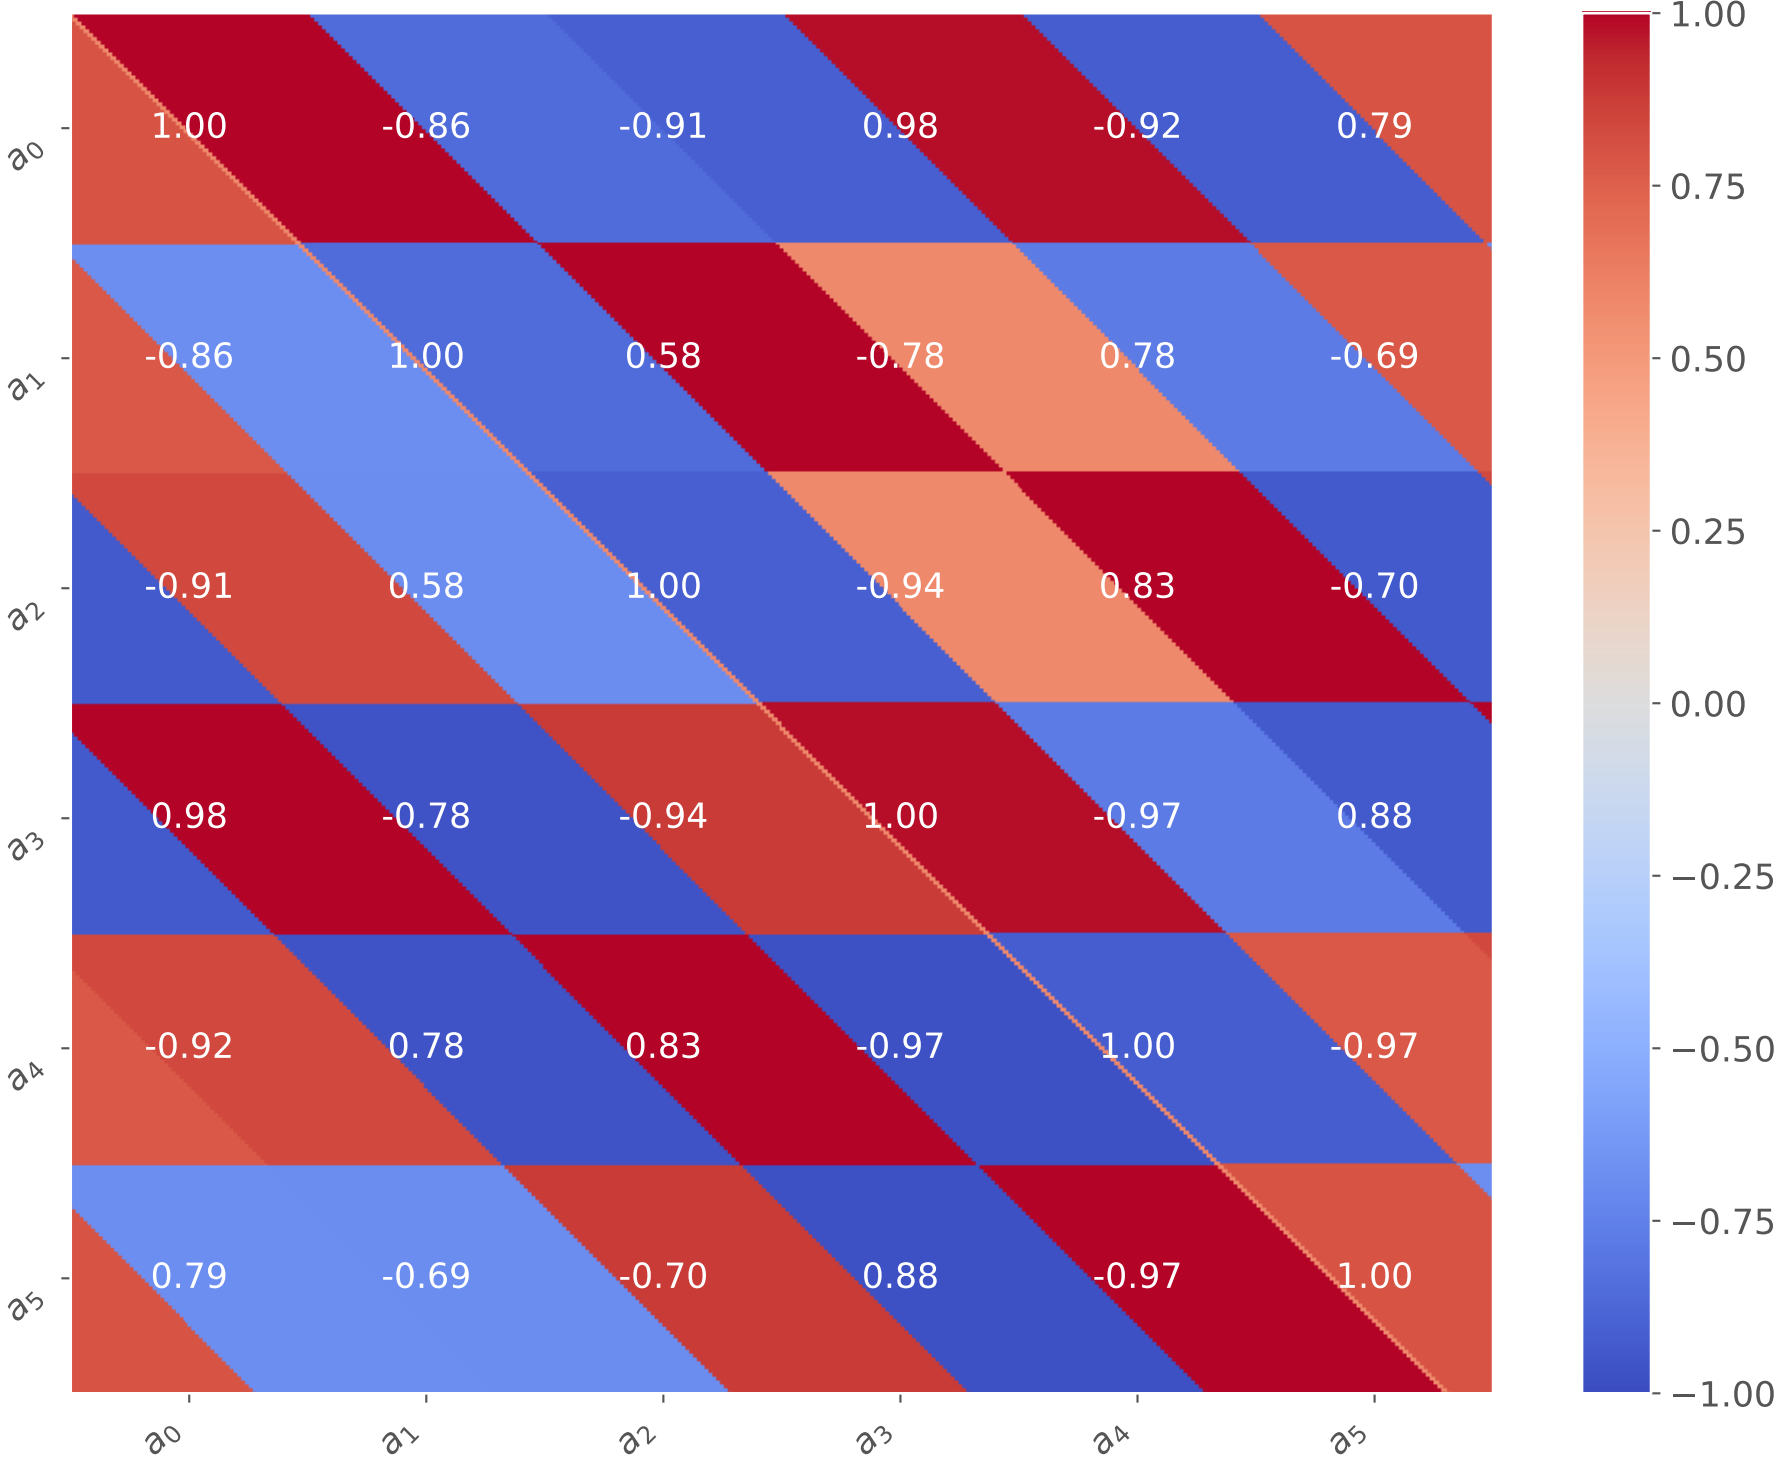 1.00
a0 1.00 -0.86 -0.91 0.98 -0.92 0.79
0.75
a1 -0.86 1.00 0.58 -0.78 0.78 -0.69
0.50
0.25
a2 -0.91 0.58 1.00 -0.94 0.83 -0.70
0.00
a3 0.98 -0.78 -0.94 1.00 -0.97 0.88
−0.25
a4 -0.92 0.78 0.83 -0.97 1.00 -0.97
−0.50
−0.75
a5 0.79 -0.69 -0.70 0.88 -0.97 1.00
−1.00
a0 a1 a2 a3 a4 a5